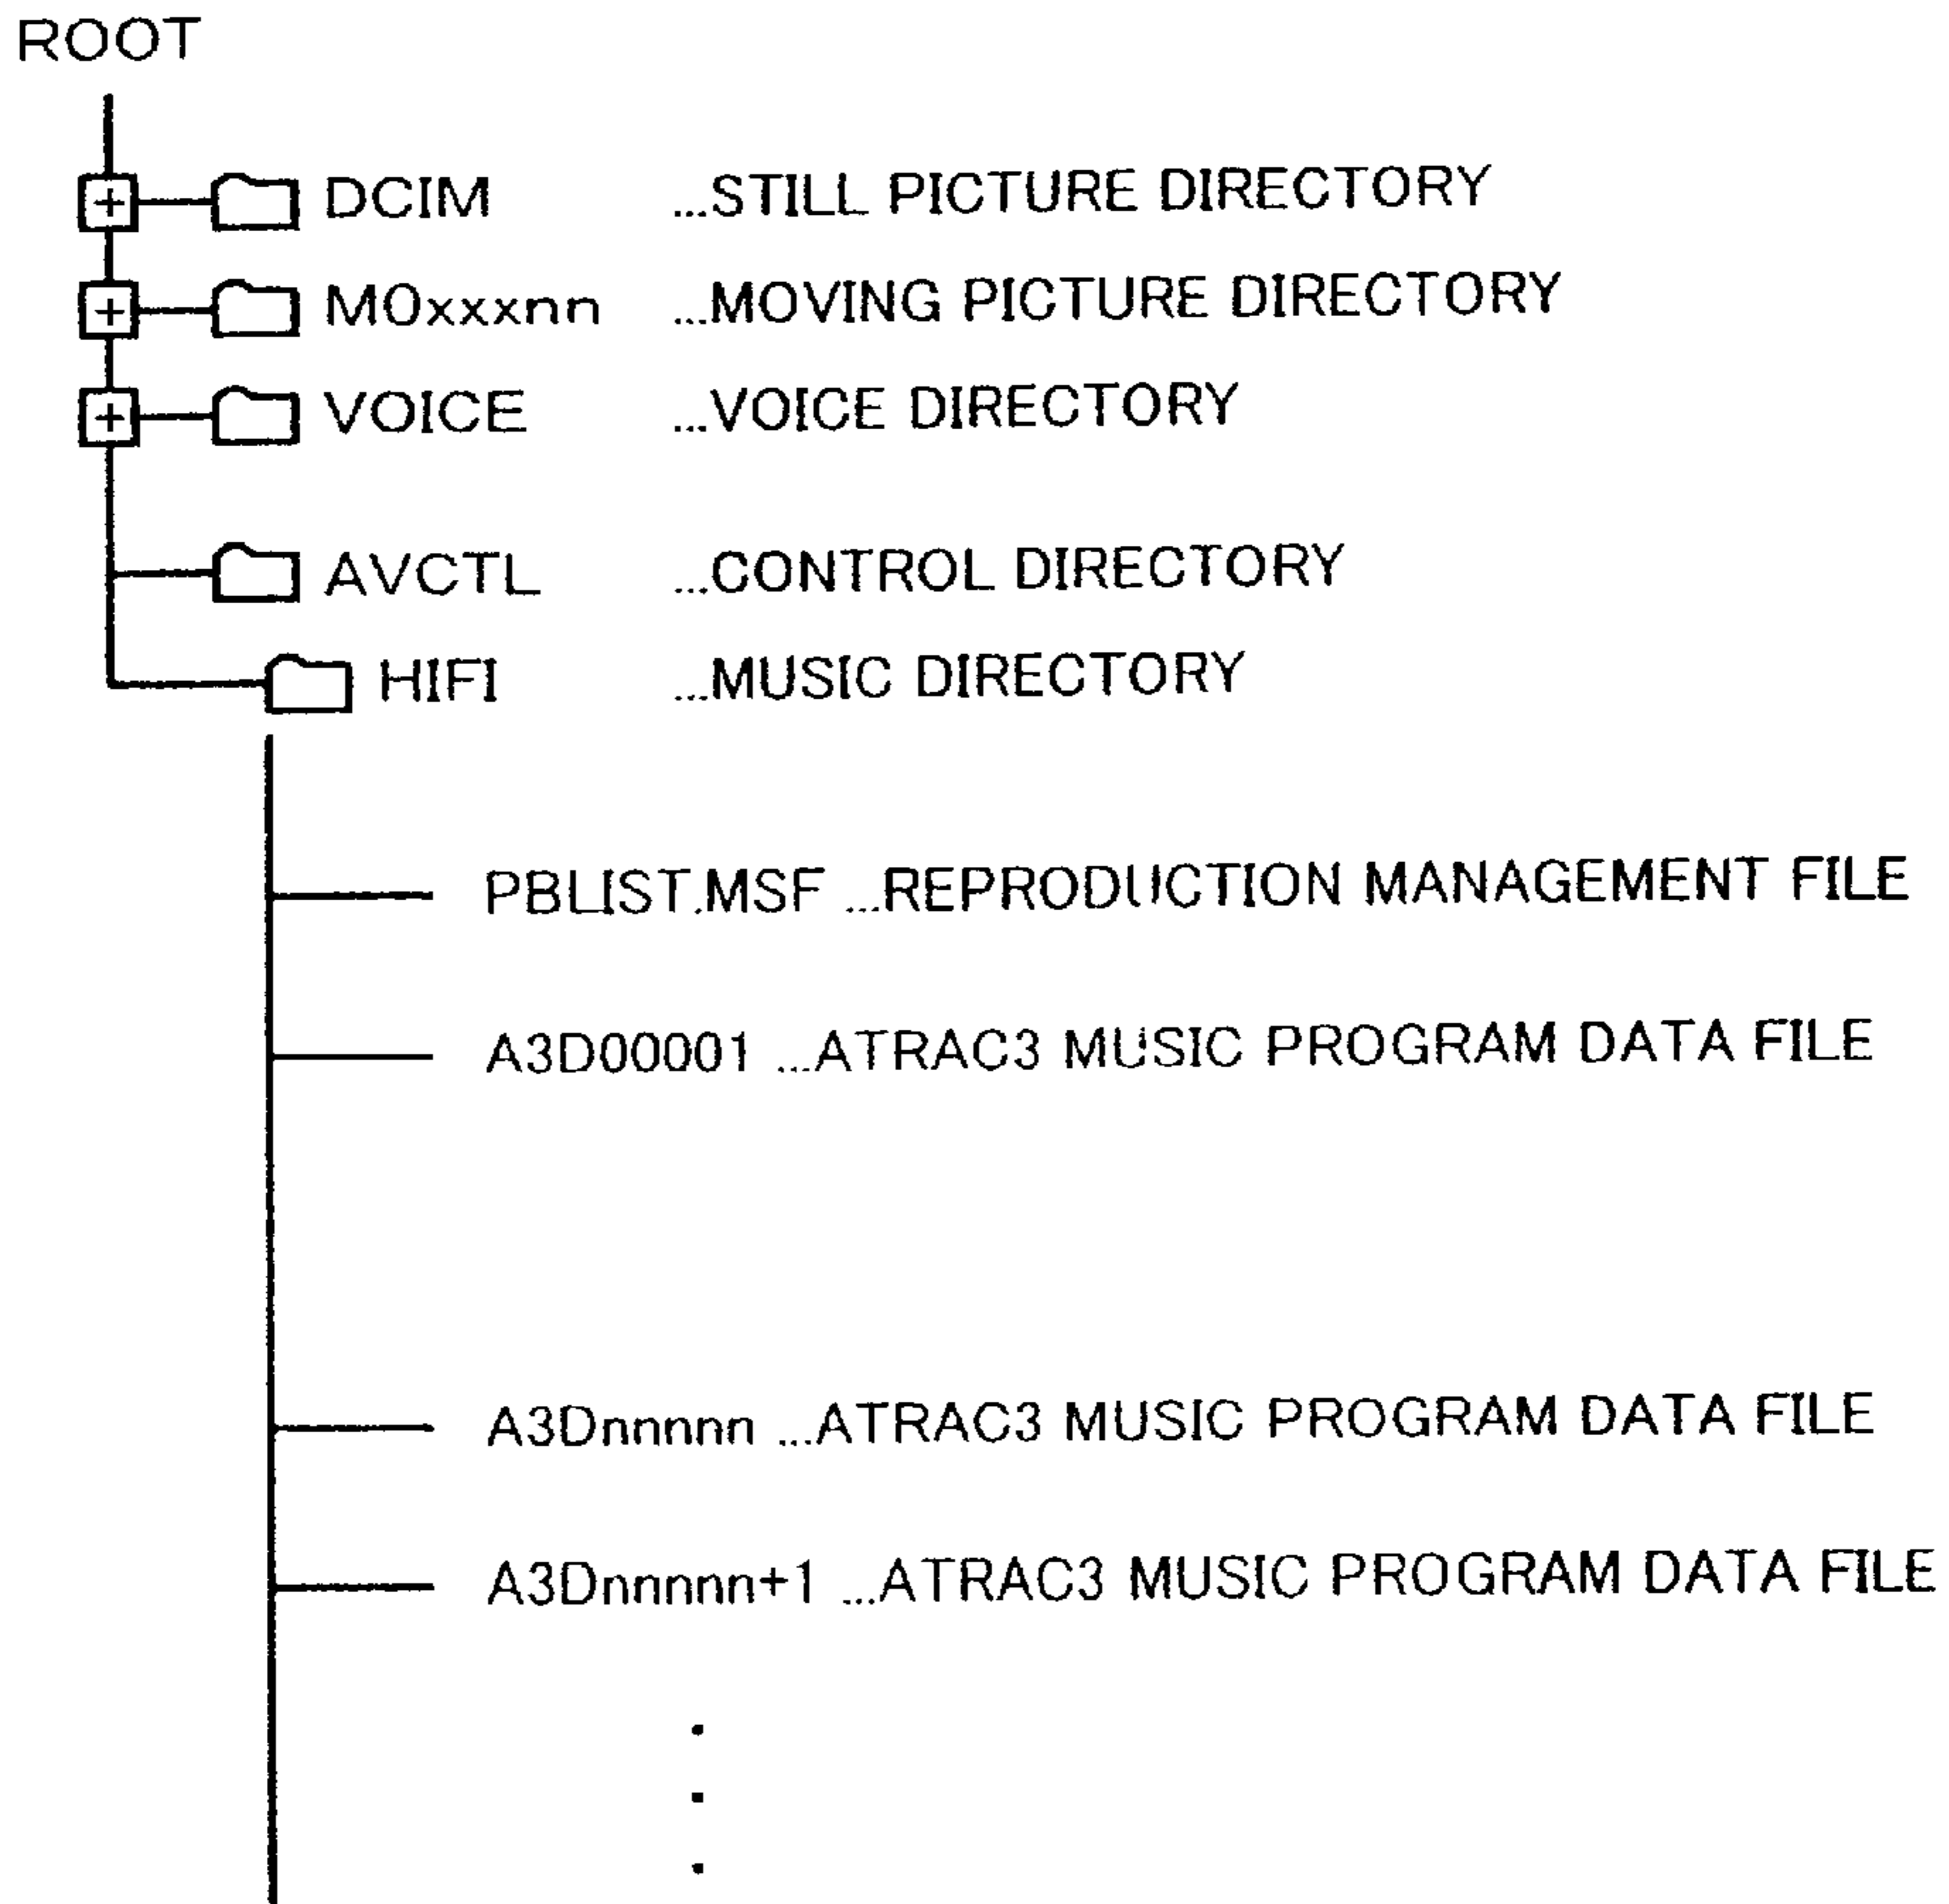 ROOT
DCIM ...STILL PICTURE DIRECTORY
MOxxxnn ...MOVING PICTURE DIRECTORY
VOICE ...VOICE DIRECTORY
AVCTL ...CONTROL DIRECTORY
HIFI ...MUSIC DIRECTORY
PBLIST.MSF ...REPRODUCTION MANAGEMENT FILE
A3D00001 ...ATRAC3 MUSIC PROGRAM DATA FILE
A3Dnnnnn ...ATRAC3 MUSIC PROGRAM DATA FILE
A3Dnnnnn+1 ...ATRAC3 MUSIC PROGRAM DATA FILE